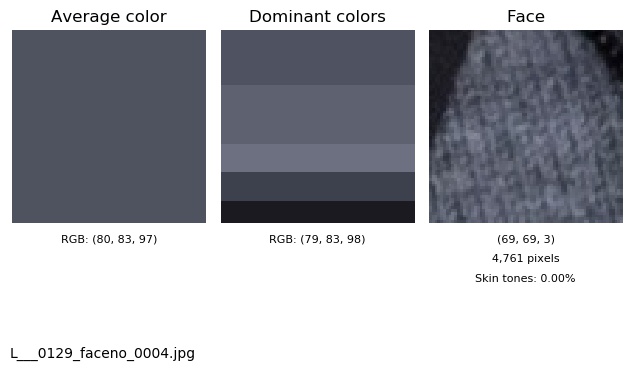 Average color
Dominant colors
Face
RGB: (80, 83, 97)
RGB: (79, 83, 98)
(69, 69, 3)
4,761 pixels
Skin tones: 0.00%
L___0129_faceno_0004.jpg